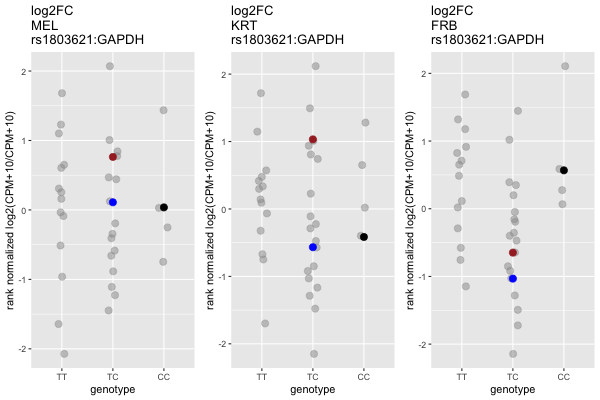 log2FC
MEL
rs1803621:GAPDH
rank normalized log2(CPM+10/CPM+10)
2
1
0
-1
-2
TT TC CC
genotype
log2FC
KRT
rs1803621:GAPDH
rank normalized log2(CPM+10/CPM+10)
2
1
0
-1
-2
TT TC CC
genotype
log2FC
FRB
rs1803621:GAPDH
rank normalized log2(CPM+10/CPM+10)
2
1
0
-1
-2
TT TC CC
genotype